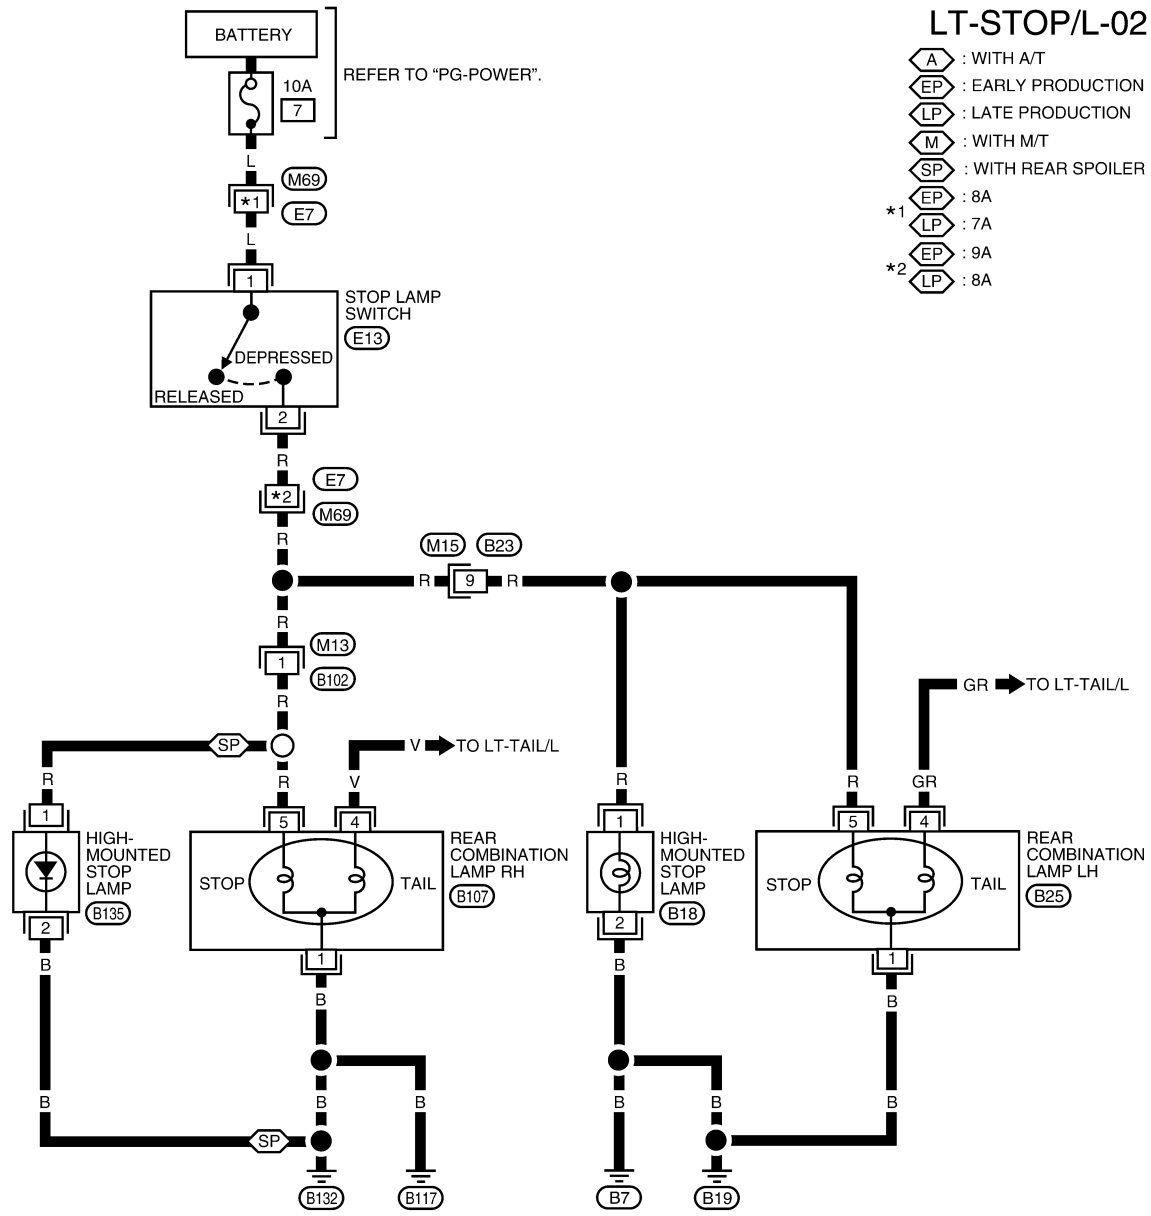 LT-STOP/L-02
BATTERY
REFER TO “PG-POWER”.
10A
7
A : WITH A/T
EP : EARLY PRODUCTION
LP : LATE PRODUCTION
M : WITH M/T
SP : WITH REAR SPOILER
*1
EP : 8A
LP : 7A
*2
EP : 9A
LP : 8A
L
M69
*1
E7
L
1
STOP LAMP
SWITCH
E13
DEPRESSED
RELEASED
2
R
E7
*2
M69
R
M15 B23
R 9 R
R
M13
1
B102
R
SP
V TO LT-TAIL/L
GR TO LT-TAIL/L
R
R
V
R
R
GR
1
5
4
1
5
4
HIGH-
MOUNTED
STOP
LAMP
B135
STOP
TAIL
REAR
COMBINATION
LAMP RH
B107
HIGH-
MOUNTED
STOP
LAMP
B18
STOP
TAIL
REAR
COMBINATION
LAMP LH
B25
2
1
2
1
B
B
B
B
B
B
B
B
B
B
SP
B132
B117
B7
B19